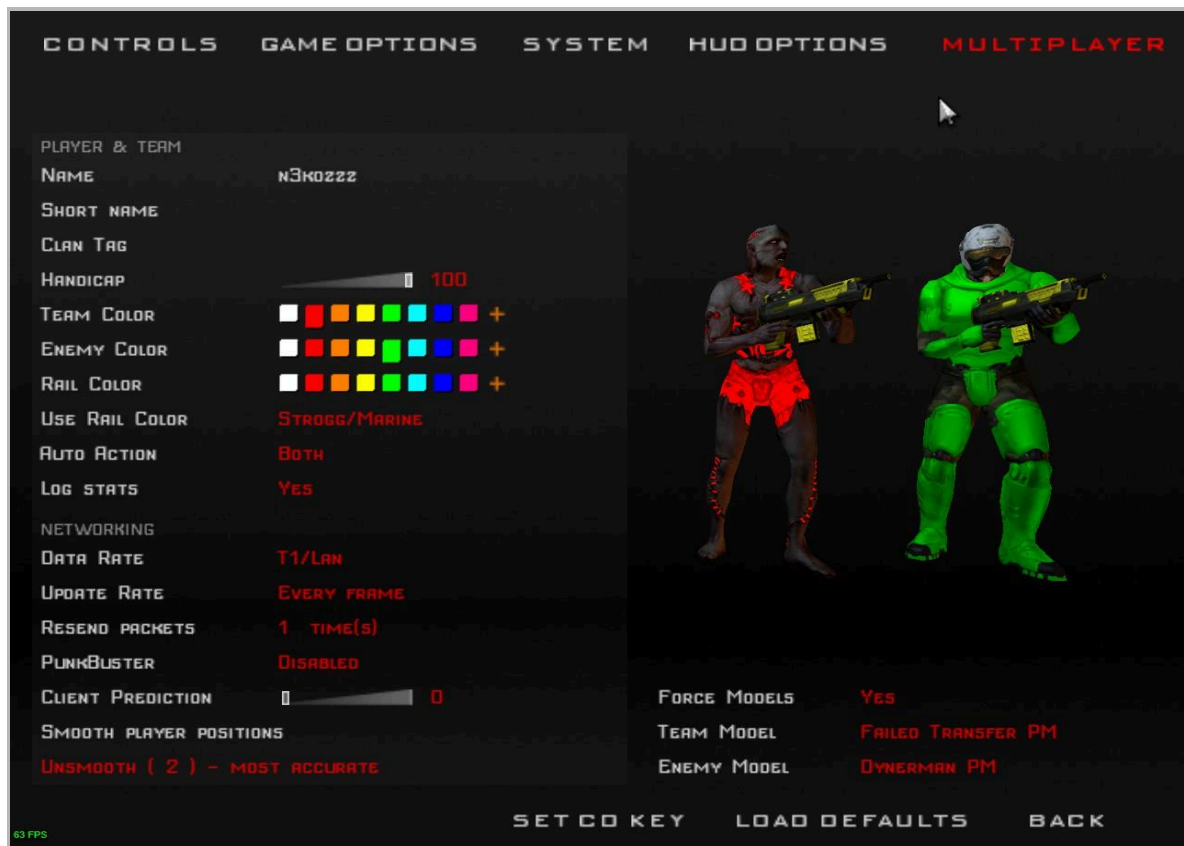 CONTROLS GAME OPTIONS SYSTEM HUD OPTIONS MULTIPLAYER
PLAYER & TEAM
NAME n3kozzz
SHORT NAME
CLAN TAG
HANDICAP 100
TEAM COLOR +
ENEMY COLOR +
RAIL COLOR +
USE RAIL COLOR STROGG/MARINE
AUTO ACTION BOTH
LOG STATS YES
NETWORKING
DATA RATE T1/LAN
UPDATE RATE EVERY FRAME
RESEND PACKETS 1 TIME(S)
PUNKBUSTER DISABLED
CLIENT PREDICTION 0
SMOOTH PLAYER POSITIONS
UNSMOOTH ( 2 ) - MOST ACCURATE
FORCE MODELS YES
TEAM MODEL FAILED TRANSFER PM
ENEMY MODEL DYNERMAN PM
SET CD KEY LOAD DEFAULTS BACK
63 FPS